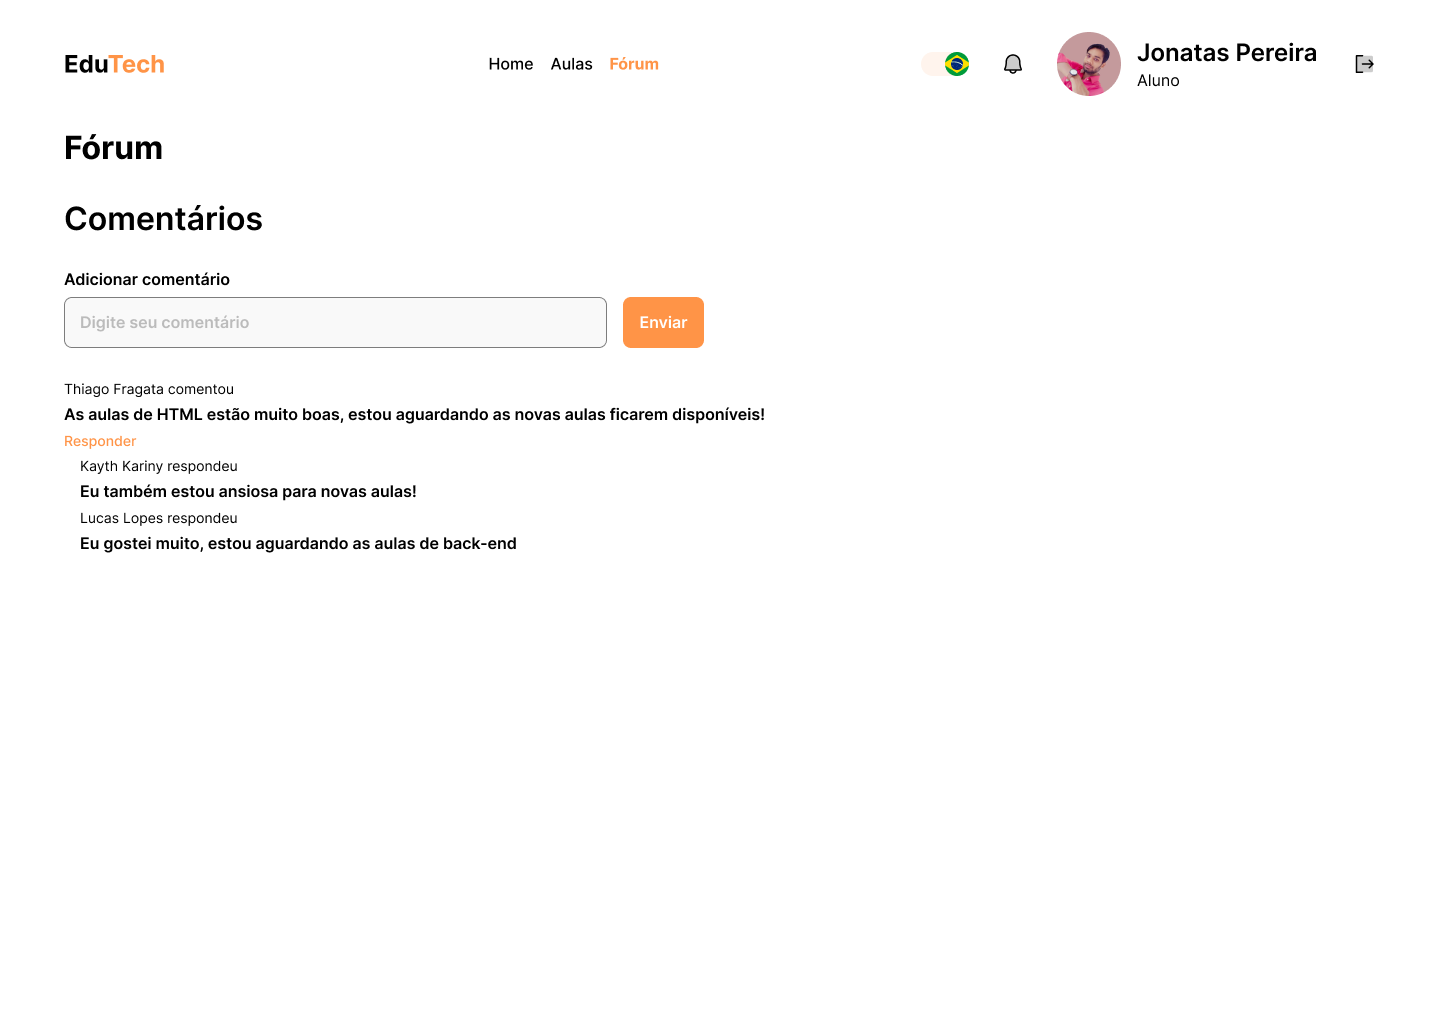 EduTech
Home Aulas Fórum
Jonatas Pereira
Aluno
Fórum
Comentários
Adicionar comentário
Digite seu comentário
Enviar
Thiago Fragata comentou
As aulas de HTML estão muito boas, estou aguardando as novas aulas ficarem disponíveis!
Responder
Kayth Kariny respondeu
Eu também estou ansiosa para novas aulas!
Lucas Lopes respondeu
Eu gostei muito, estou aguardando as aulas de back-end